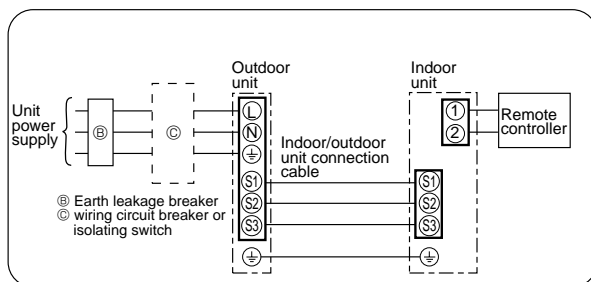 Outdoor
unit
Indoor
unit
Unit
power
supply
Ⓑ
Ⓒ
L
N
⏚
S1
S2
S3
⏚
Indoor/outdoor
unit connection
cable
1
2
Remote
controller
S1
S2
S3
⏚
Ⓑ Earth leakage breaker
Ⓒ wiring circuit breaker or
isolating switch